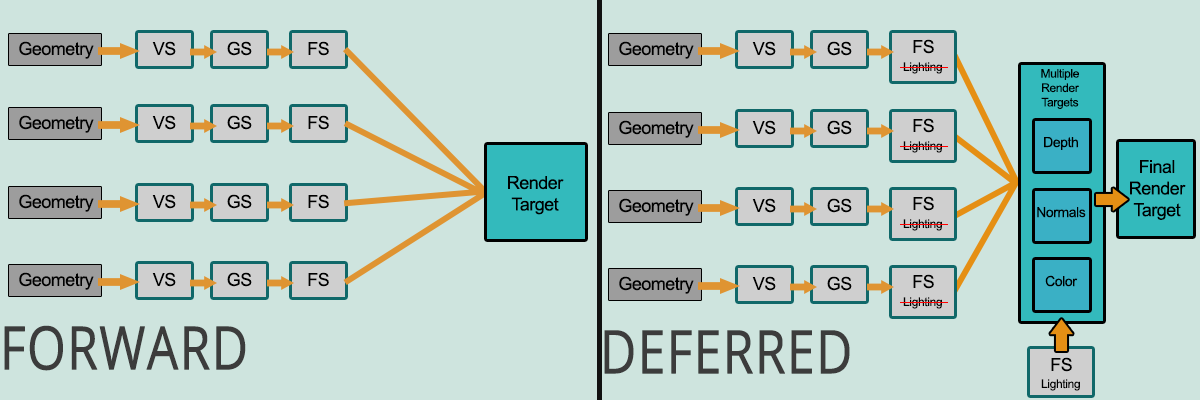 Geometry VS GS FS
Geometry VS GS FS
Geometry VS GS FS
Geometry VS GS FS
Render
Target
FORWARD
Geometry VS GS FS
Lighting
Geometry VS GS FS
Lighting
Geometry VS GS FS
Lighting
Geometry VS GS FS
Lighting
Multiple
Render
Targets
Depth
Normals
Color
Final
Render
Target
FS
Lighting
DEFERRED